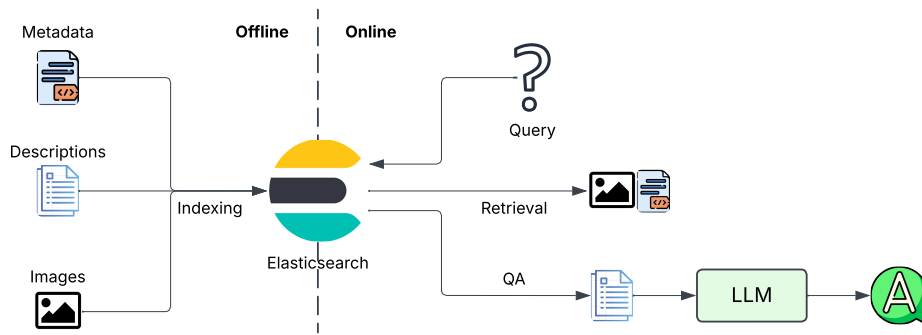 Metadata
Offline
Online
Query
Descriptions
Indexing
Retrieval
Elasticsearch
Images
QA
LLM
A